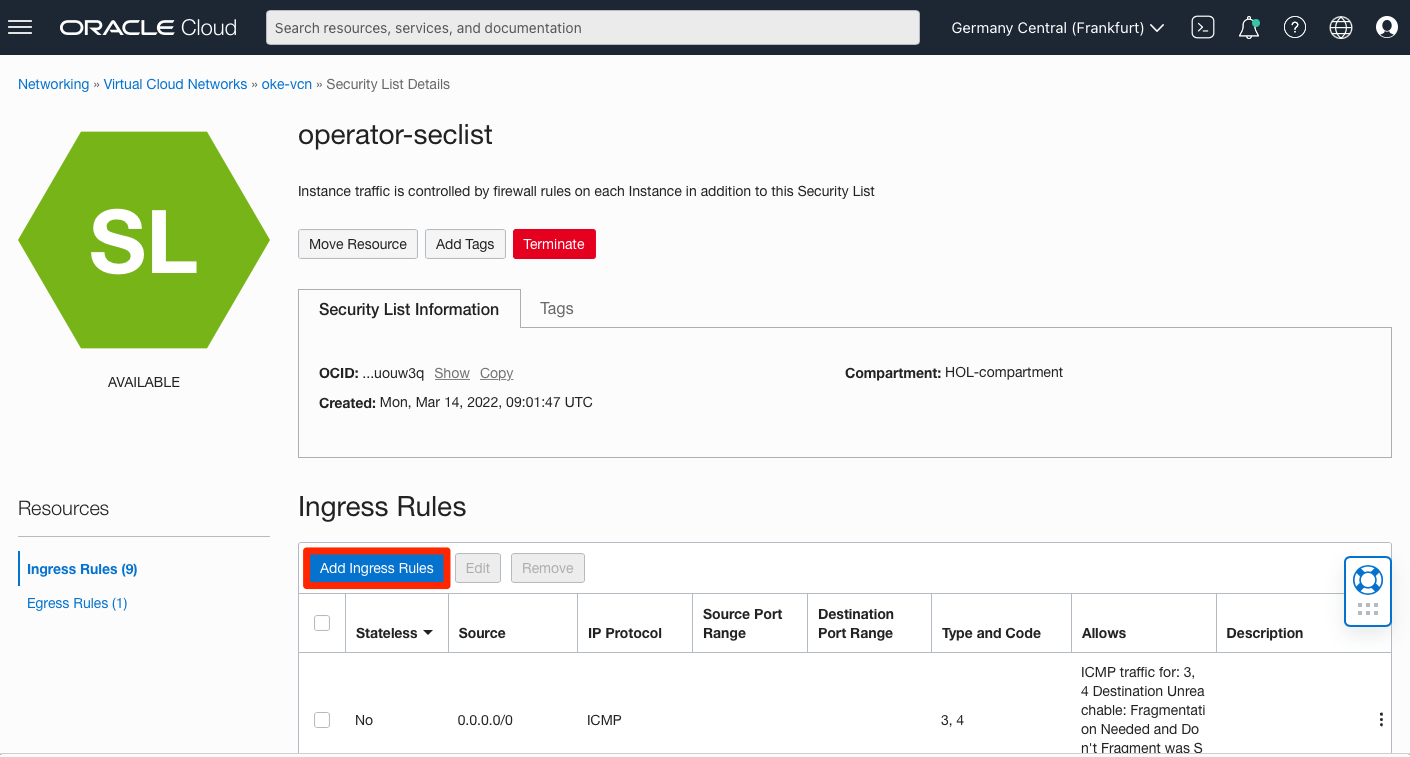 ORACLE Cloud
Search resources, services, and documentation
Germany Central (Frankfurt)
Networking » Virtual Cloud Networks » oke-vcn » Security List Details
SL
AVAILABLE
operator-seclist
Instance traffic is controlled by firewall rules on each Instance in addition to this Security List
Move Resource Add Tags Terminate
Security List Information Tags
OCID: ...uouw3q Show Copy
Compartment: HOL-compartment
Created: Mon, Mar 14, 2022, 09:01:47 UTC
Resources
Ingress Rules (9)
Egress Rules (1)
Ingress Rules
Add Ingress Rules Edit Remove
Stateless
Source
IP Protocol
Source Port
Range
Destination
Port Range
Type and Code
Allows
Description
No
0.0.0.0/0
ICMP
3, 4
ICMP traffic for: 3,
4 Destination Unrea
chable: Fragmentati
on Needed and Do
n't Fragment was S